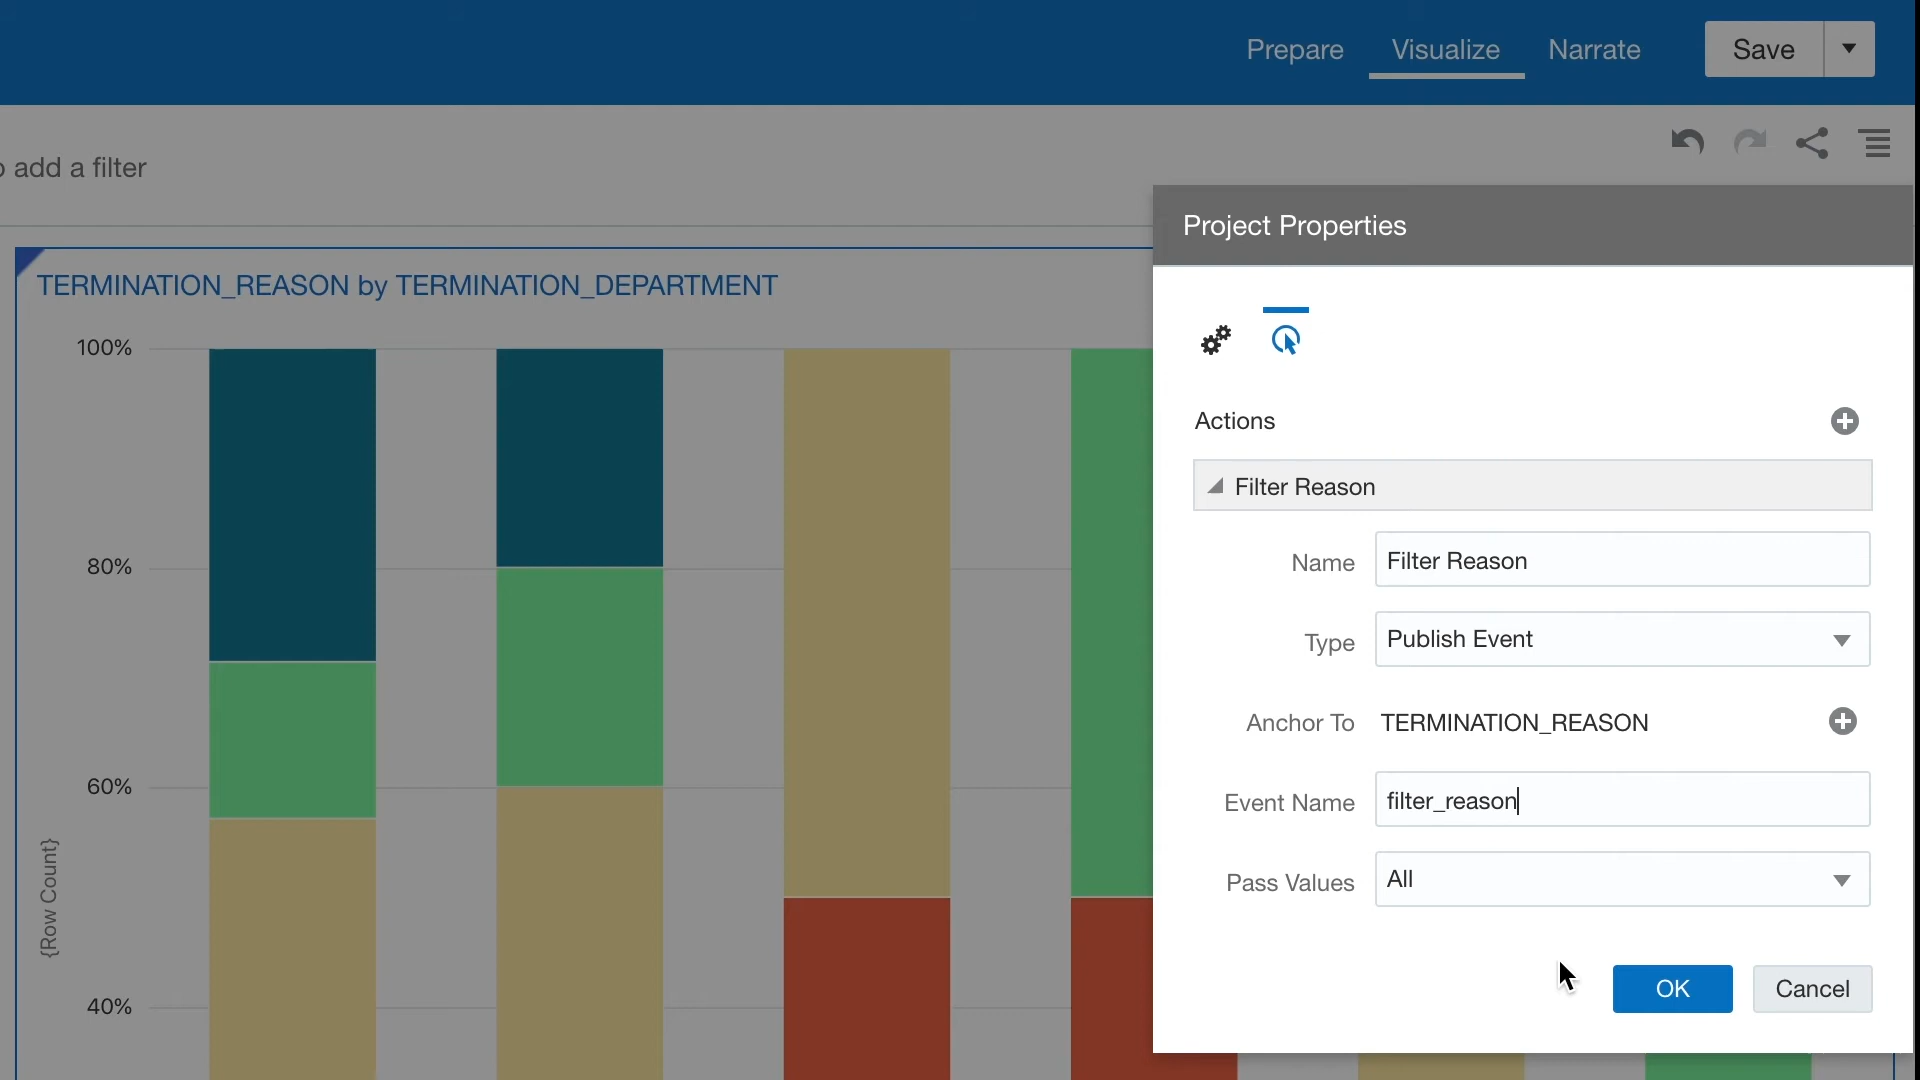 Prepare
Visualize
Narrate
Save
add a filter
Project Properties
TERMINATION_REASON by TERMINATION_DEPARTMENT
100%
80%
60%
40%
{Row Count}
Actions
Filter Reason
Name
Filter Reason
Type
Publish Event
Anchor To
TERMINATION_REASON
Event Name
filter_reason
Pass Values
All
OK
Cancel